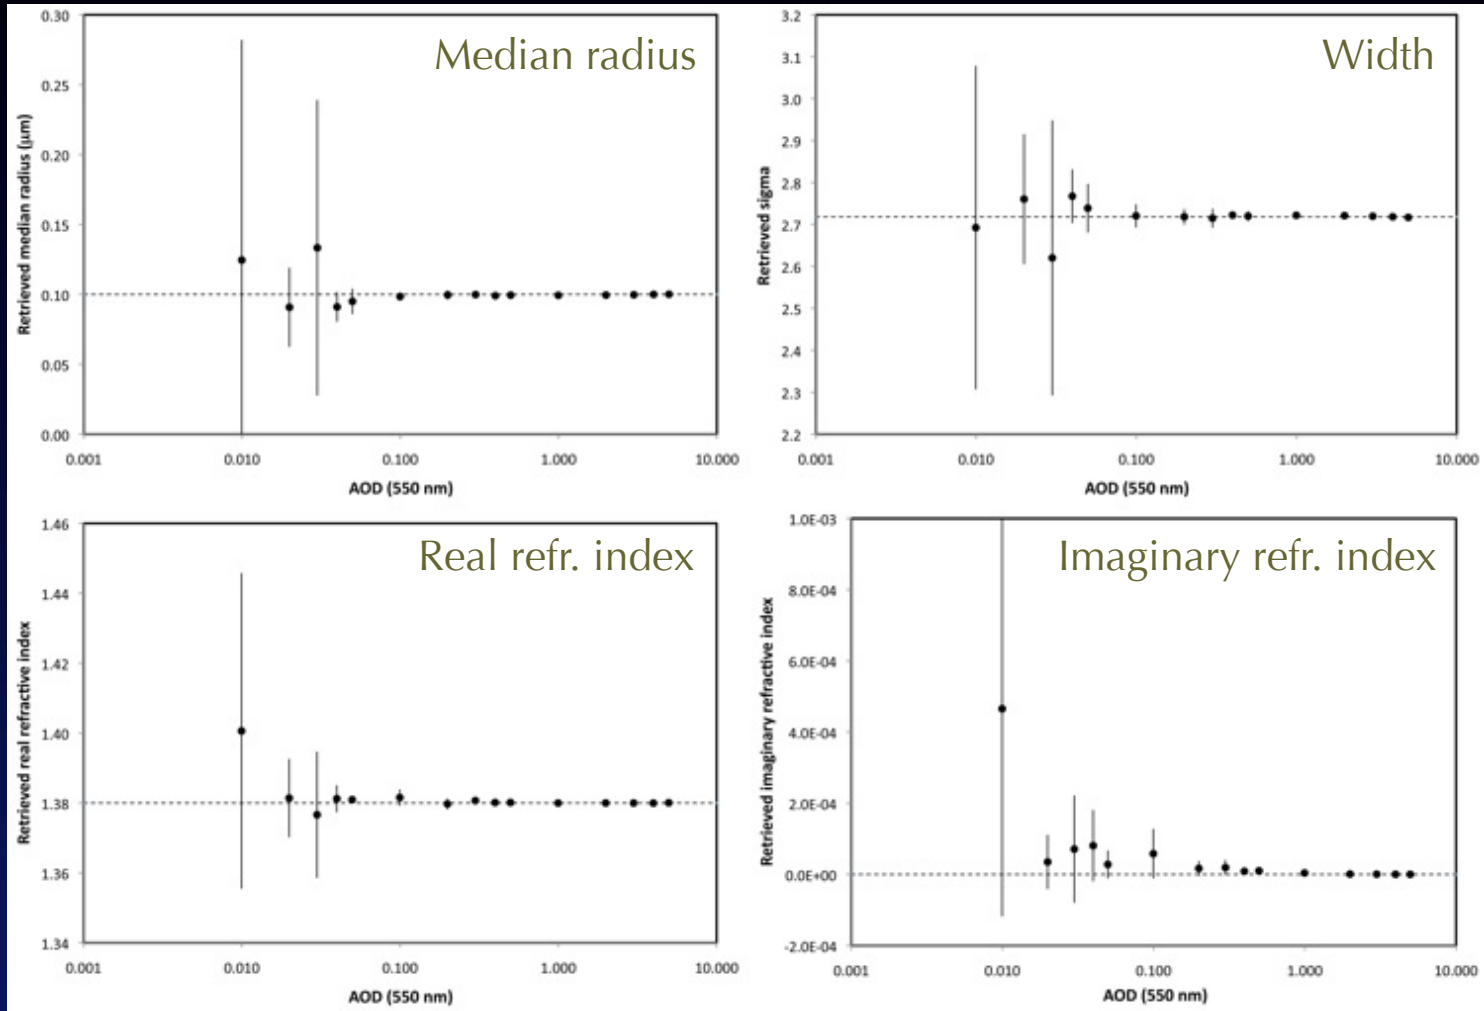 Median radius
Retrieved median radius (μm)
0.30
0.25
0.20
0.15
0.10
0.05
0.00
0.001 0.010 0.100 1.000 10.000
AOD (550 nm)
Width
Retrieved sigma
3.2
3.1
3.0
2.9
2.8
2.7
2.6
2.5
2.4
2.3
2.2
0.001 0.010 0.100 1.000 10.000
AOD (550 nm)
Real refr. index
Retrieved real refractive index
1.46
1.44
1.42
1.40
1.38
1.36
1.34
0.001 0.010 0.100 1.000 10.000
AOD (550 nm)
Imaginary refr. index
Retrieved imaginary refractive index
1.0E-03
8.0E-04
6.0E-04
4.0E-04
2.0E-04
0.0E+00
-2.0E-04
0.001 0.010 0.100 1.000 10.000
AOD (550 nm)